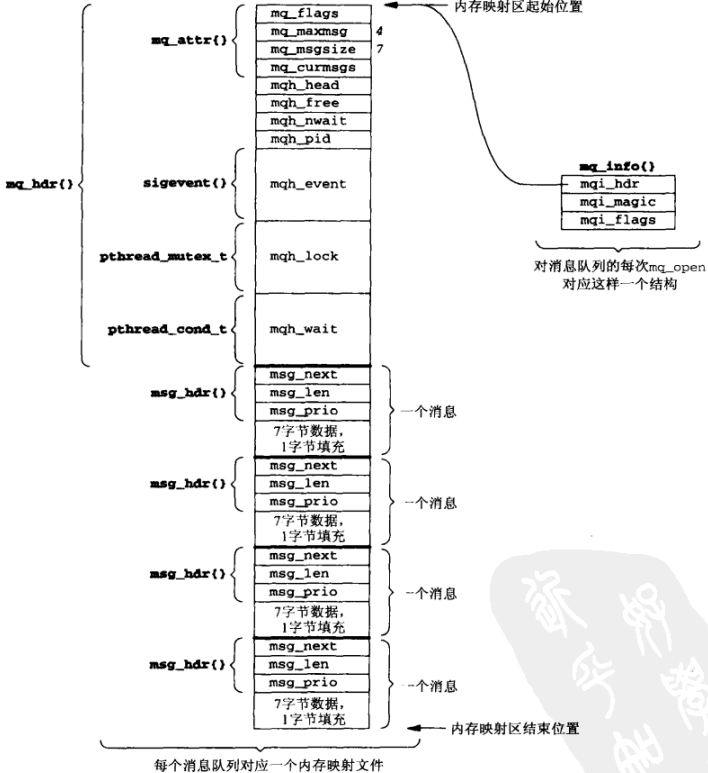 mq_flags
内存映射区起始位置
mq_attr{}
mq_maxmsg 4
mq_msgsize 7
mq_curmsgs
mqh_head
mqh_free
mqh_nwait
mqh_pid
mq_hdr{}
sigevent{}
mqh_event
mq_info{}
mqi_hdr
mqi_magic
mqi_flags
对消息队列的每次mq_open
对应这样一个结构
pthread_mutex_t
mqh_lock
pthread_cond_t
mqh_wait
msg_hdr{}
msg_next
msg_len
msg_prio
7字节数据,
1字节填充
一个消息
msg_hdr{}
msg_next
msg_len
msg_prio
7字节数据,
1字节填充
一个消息
msg_hdr{}
msg_next
msg_len
msg_prio
7字节数据,
1字节填充
一个消息
msg_hdr{}
msg_next
msg_len
msg_prio
7字节数据,
1字节填充
一个消息
内存映射区结束位置
每个消息队列对应一个内存映射文件